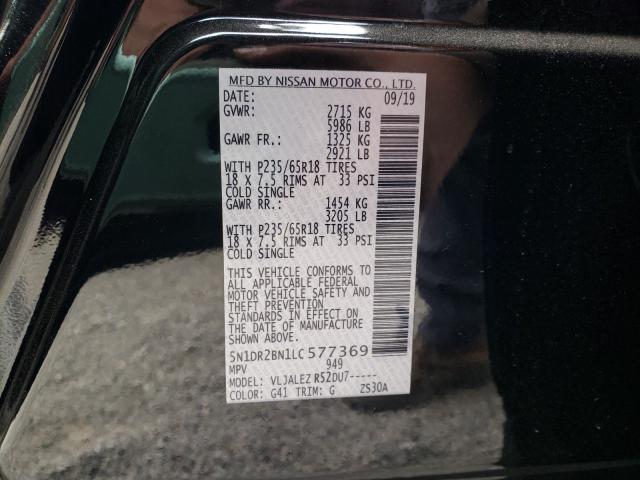 MFD BY NISSAN MOTOR CO., LTD.
DATE: 09/19
GVWR: 2715 KG
5986 LB
GAWR FR.: 1325 KG
2921 LB
WITH P235/65R18 TIRES
18 X 7.5 RIMS AT 33 PSI
COLD SINGLE
GAWR RR.: 1454 KG
3205 LB
WITH P235/65R18 TIRES
18 X 7.5 RIMS AT 33 PSI
COLD SINGLE
THIS VEHICLE CONFORMS TO
ALL APPLICABLE FEDERAL
MOTOR VEHICLE SAFETY AND
THEFT PREVENTION
STANDARDS IN EFFECT ON
THE DATE OF MANUFACTURE
SHOWN ABOVE.
5N1DR2BN1LC577369
MPV 949
MODEL: VLJALEZ R52DU7-----
COLOR: G41 TRIM: G ZS30A